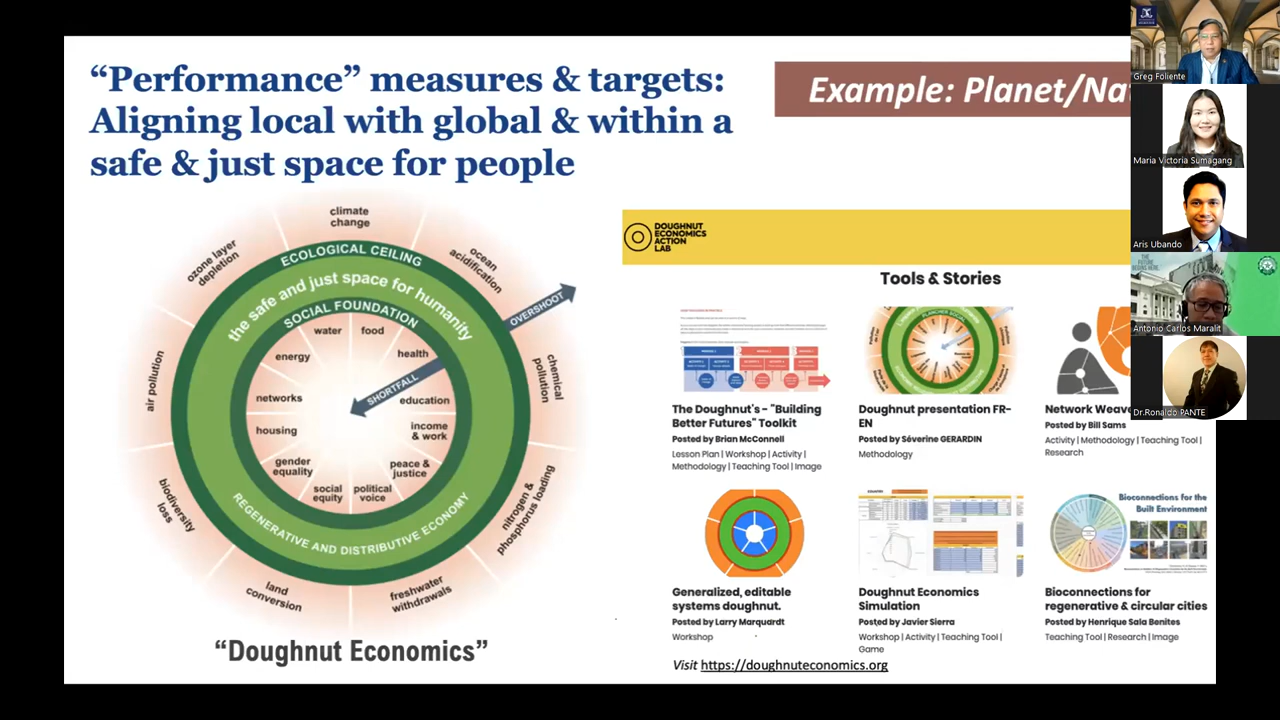 “Performance” measures & targets:
Aligning local with global & within a
safe & just space for people
Example: Planet/Na
climate
change
ozone layer
depletion
ocean
acidification
ECOLOGICAL CEILING
the safe and just space for humanity
OVERSHOOT
SOCIAL FOUNDATION
water
food
energy
health
SHORTFALL
networks
education
housing
income
& work
gender
equality
peace &
justice
social
equity
political
voice
REGENERATIVE AND DISTRIBUTIVE ECONOMY
air pollution
chemical
pollution
biodiversity
loss
nitrogen &
phosphorus loading
land
conversion
freshwater
withdrawals
“Doughnut Economics”
DOUGHNUT
ECONOMICS
ACTION
LAB
Tools & Stories
The Doughnut's - "Building
Better Futures" Toolkit
Posted by Brian McConnell
Lesson Plan | Workshop | Activity |
Methodology | Teaching Tool | Image
Doughnut presentation FR-
EN
Posted by Séverine GERARDIN
Methodology
Network Weave
Posted by Bill Sams
Activity | Methodology | Teaching Tool |
Research
Generalized, editable
systems doughnut.
Posted by Larry Marquardt
Workshop
Doughnut Economics
Simulation
Posted by Javier Sierra
Workshop | Activity | Teaching Tool |
Game
Bioconnections for the
Built Environment
Bioconnections for
regenerative & circular cities
Posted by Henrique Sala Benites
Teaching Tool | Research | Image
Visit https://doughnuteconomics.org
Greg Foliente
Maria Victoria Sumagang
Aris Ubando
THE
FUTURE
BEGINS HERE.
Antonio Carlos Maralit
Dr.Ronaldo PANTE